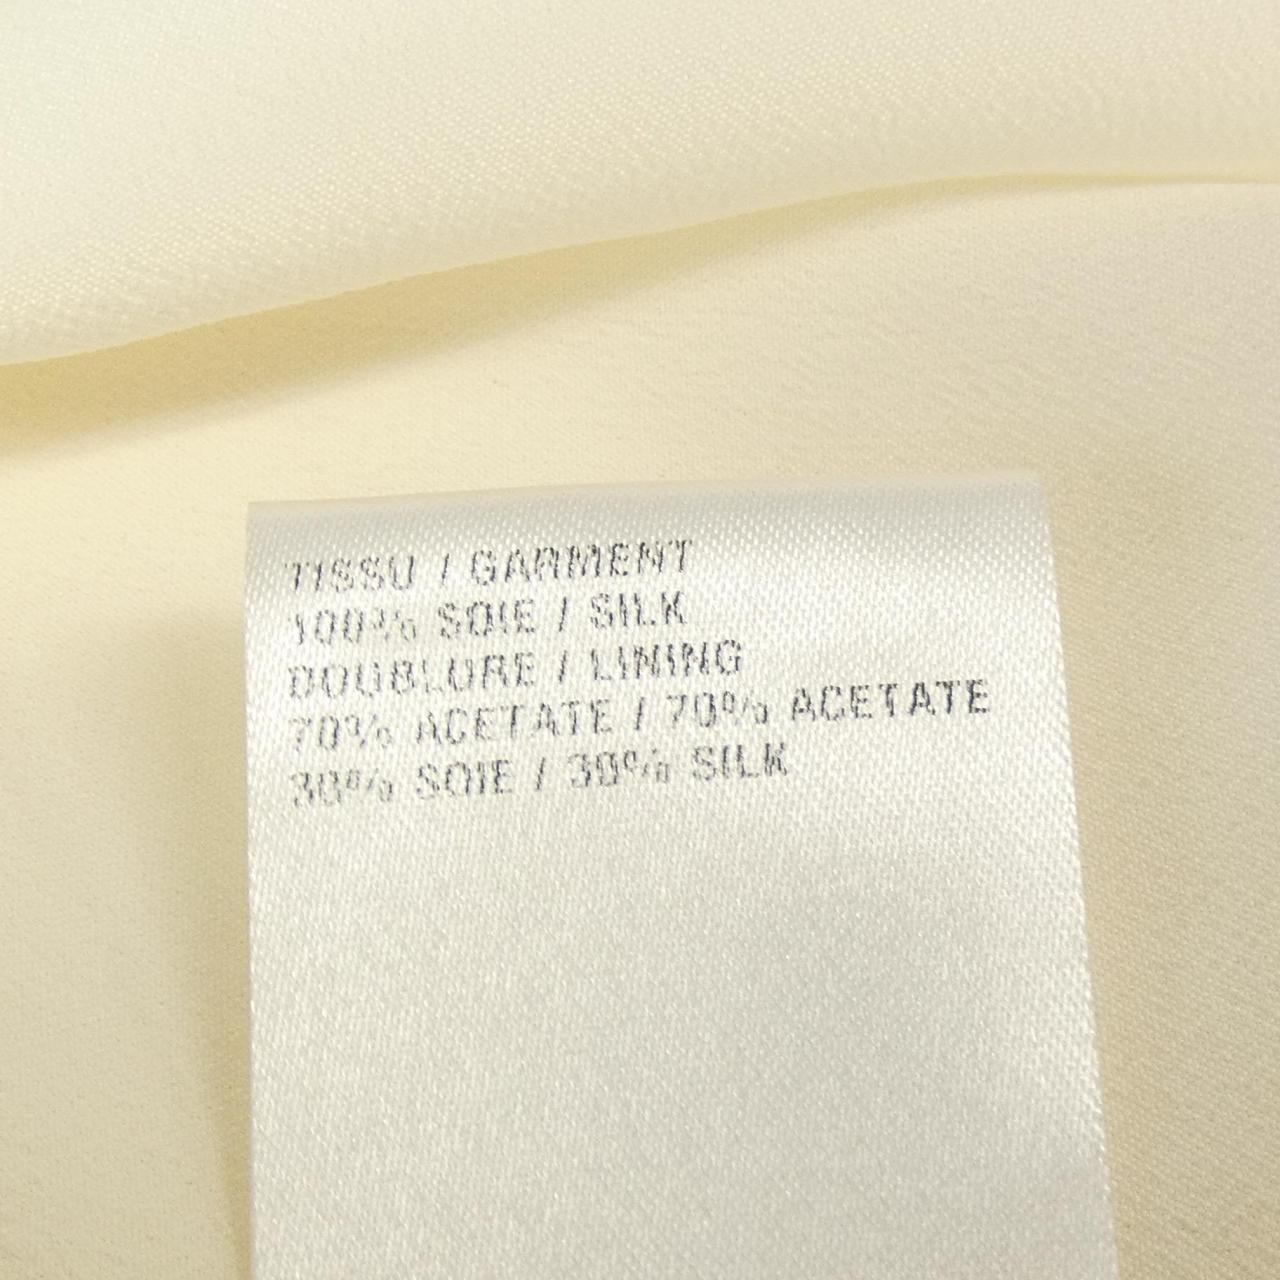 TISSU / GARMENT
100% SOIE / SILK
DOUBLURE / LINING
70% ACETATE / 70% ACETATE
30% SOIE / 30% SILK